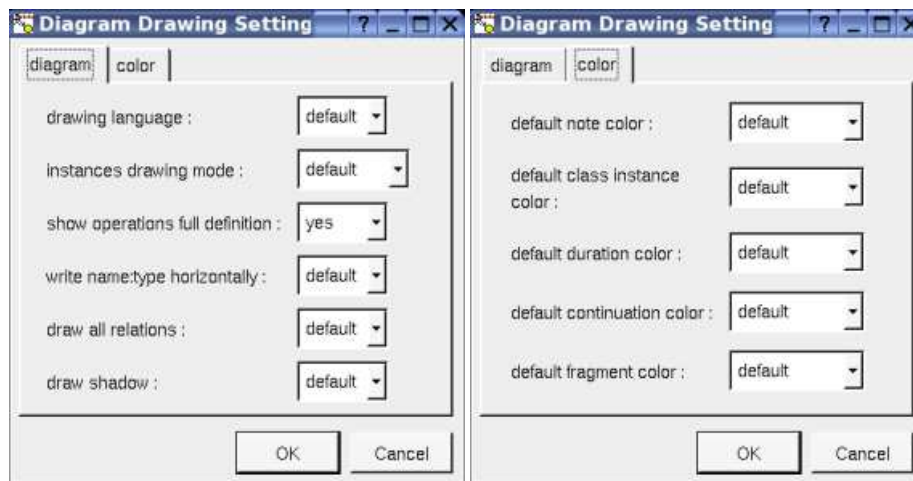 Diagram Drawing Setting
diagram color
drawing language : default
instances drawing mode : default
show operations full definition : yes
write name:type horizontally : default
draw all relations : default
draw shadow : default
OK Cancel
Diagram Drawing Setting
diagram color
default note color : default
default class instance
color : default
default duration color : default
default continuation color : default
default fragment color : default
OK Cancel